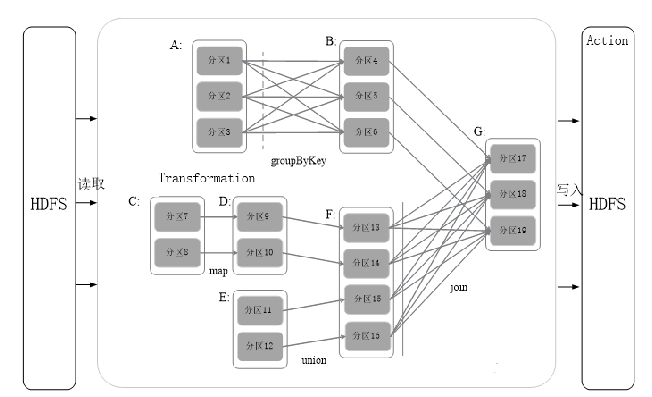 HDFS
读取
A:
分区1
分区2
分区3
groupByKey
B:
分区4
分区5
分区6
Transformation
C:
分区7
分区8
map
D:
分区9
分区10
E:
分区11
分区12
union
F:
分区13
分区14
分区15
分区15
join
G:
分区17
分区18
分区19
写入
Action
HDFS